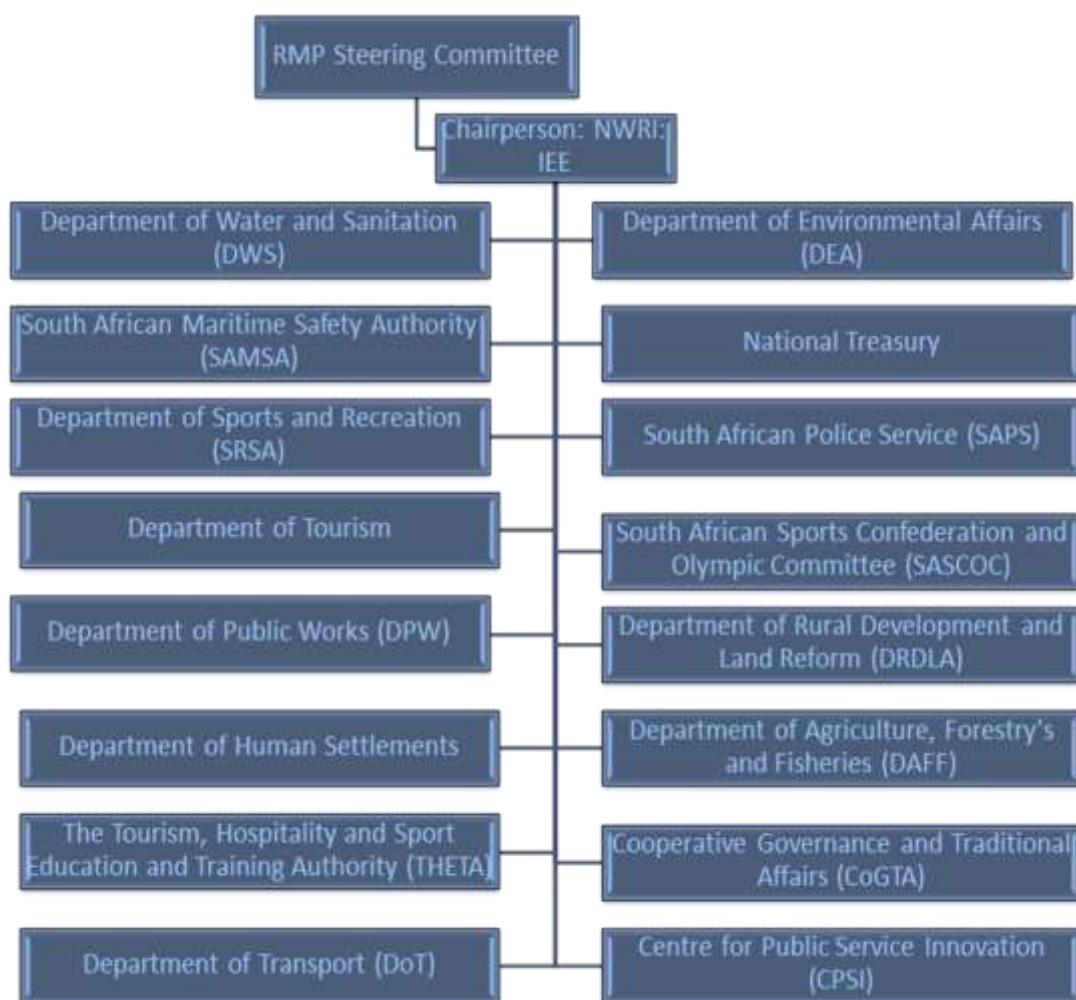 RMP Steering Committee
Chairperson: NWRI:
IEE
Department of Water and Sanitation
(DWS)
Department of Environmental Affairs
(DEA)
South African Maritime Safety Authority
(SAMSA)
National Treasury
Department of Sports and Recreation
(SRSA)
South African Police Service (SAPS)
Department of Tourism
South African Sports Confederation and
Olympic Committee (SASCOC)
Department of Public Works (DPW)
Department of Rural Development and
Land Reform (DRDLA)
Department of Human Settlements
Department of Agriculture, Forestry's
and Fisheries (DAFF)
The Tourism, Hospitality and Sport
Education and Training Authority (THETA)
Cooperative Governance and Traditional
Affairs (CoGTA)
Department of Transport (DoT)
Centre for Public Service Innovation
(CPSI)